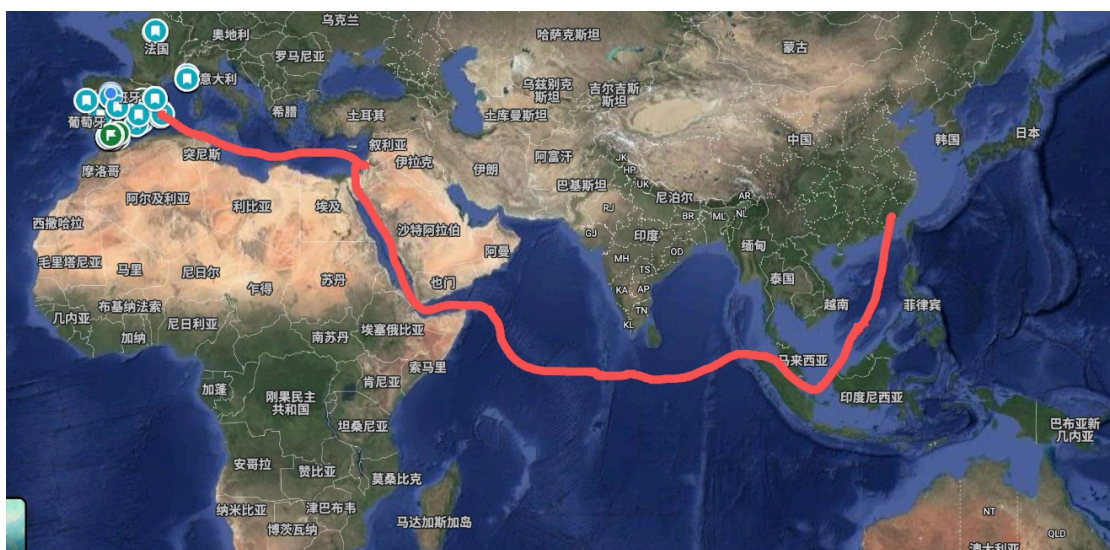 乌克兰
法国
奥地利
哈萨克斯坦
蒙古
罗马尼亚
意大利
乌兹别克
斯坦
吉尔吉斯
斯坦
希腊
土耳其
土库曼斯坦
葡萄牙
韩国
日本
中国
突尼斯
叙利亚
伊拉克
伊朗
阿富汗
摩洛哥
巴基斯坦
JK
HP
UK
尼泊尔
AR
阿尔及利亚
利比亚
埃及
RJ
BR
ML
NL
西撒哈拉
沙特阿拉伯
阿曼
GJ
印度
OD
缅甸
毛里塔尼亚
马里
尼日尔
乍得
苏丹
也门
MH
TS
泰国
布基纳法索
KA
AP
越南
菲律宾
几内亚
加纳
尼日利亚
南苏丹
埃塞俄比亚
TN
KL
索马里
马来西亚
加蓬
刚果民主
共和国
肯尼亚
印度尼西亚
坦桑尼亚
巴布亚新
几内亚
安哥拉
赞比亚
莫桑比克
纳米比亚
津巴布韦
博茨瓦纳
马达加斯加岛
NT
QLD
澳大利亚